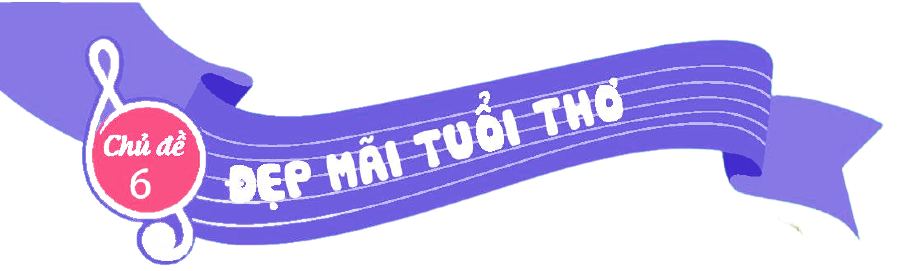 Chủ đề
6
ĐẸP MÃI TUỔI THƠ